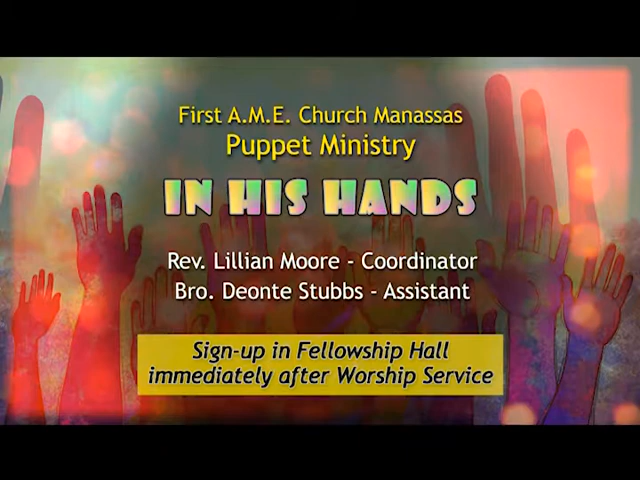 First A.M.E. Church Manassas
Puppet Ministry
IN HIS HANDS
Rev. Lillian Moore - Coordinator
Bro. Deonte Stubbs - Assistant
Sign-up in Fellowship Hall
immediately after Worship Service